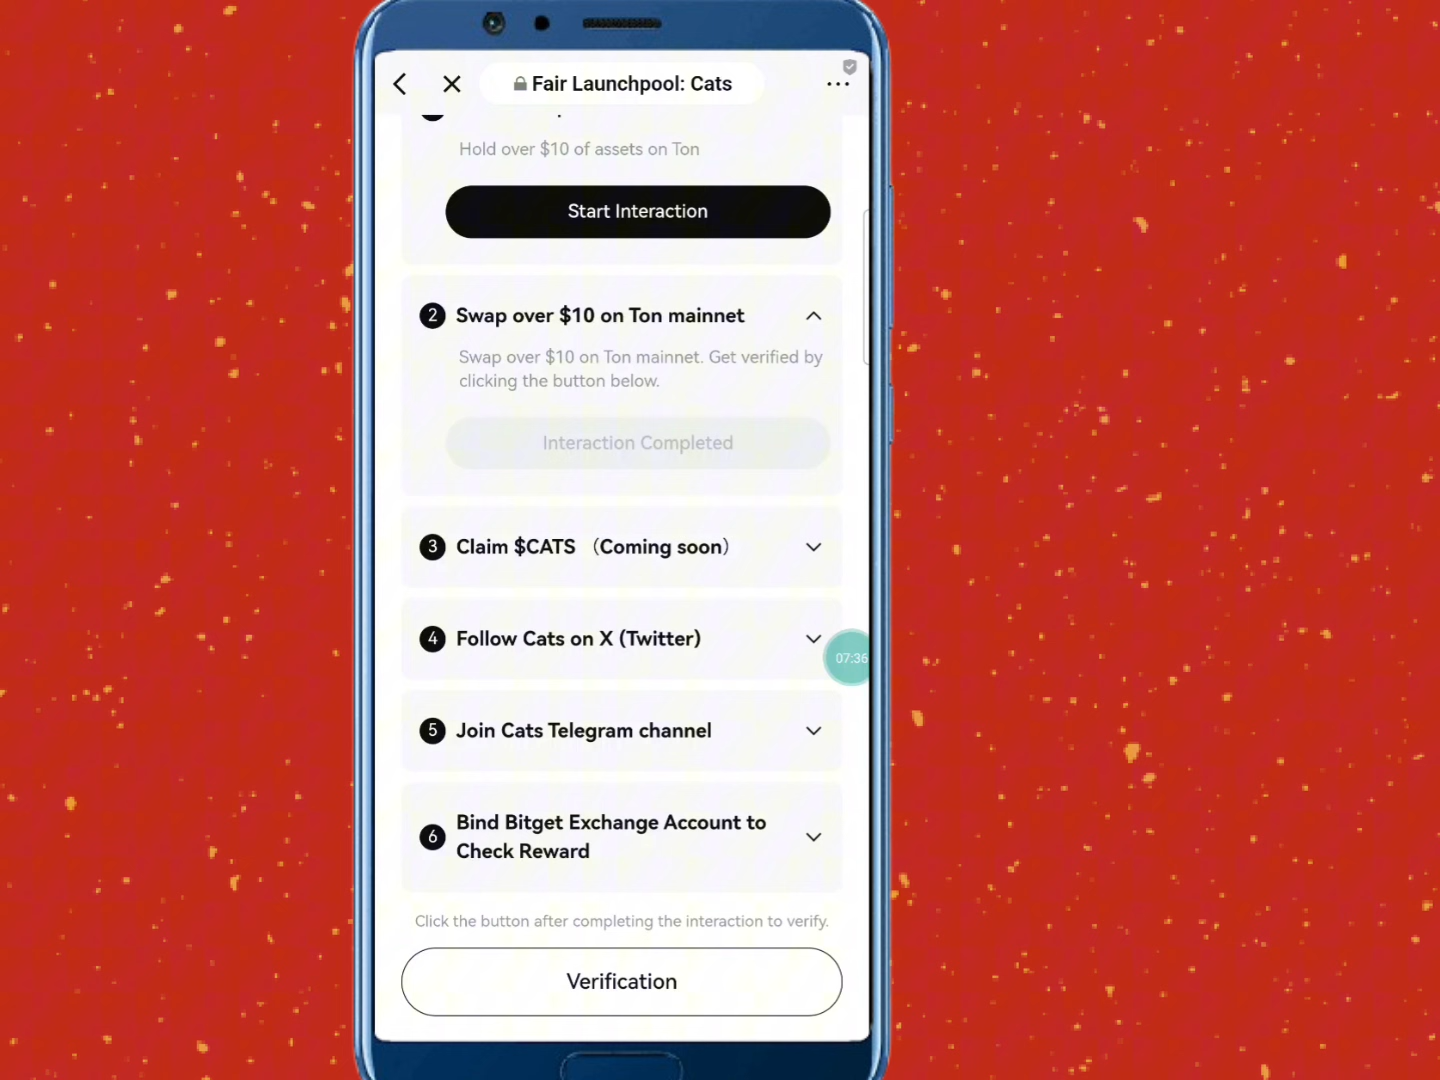 Fair Launchpool: Cats
Hold over $10 of assets on Ton
Start Interaction
2 Swap over $10 on Ton mainnet
Swap over $10 on Ton mainnet. Get verified by
clicking the button below.
Interaction Completed
3 Claim $CATS （Coming soon）
4 Follow Cats on X (Twitter)
07:36
5 Join Cats Telegram channel
6 Bind Bitget Exchange Account to
Check Reward
Click the button after completing the interaction to verify.
Verification